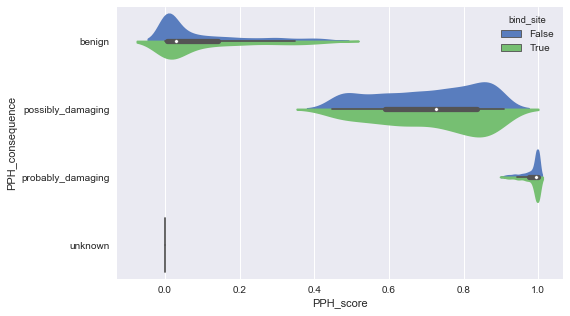 bind_site
False
True
benign
possibly_damaging
probably_damaging
unknown
PPH_consequence
0.0 0.2 0.4 0.6 0.8 1.0
PPH_score